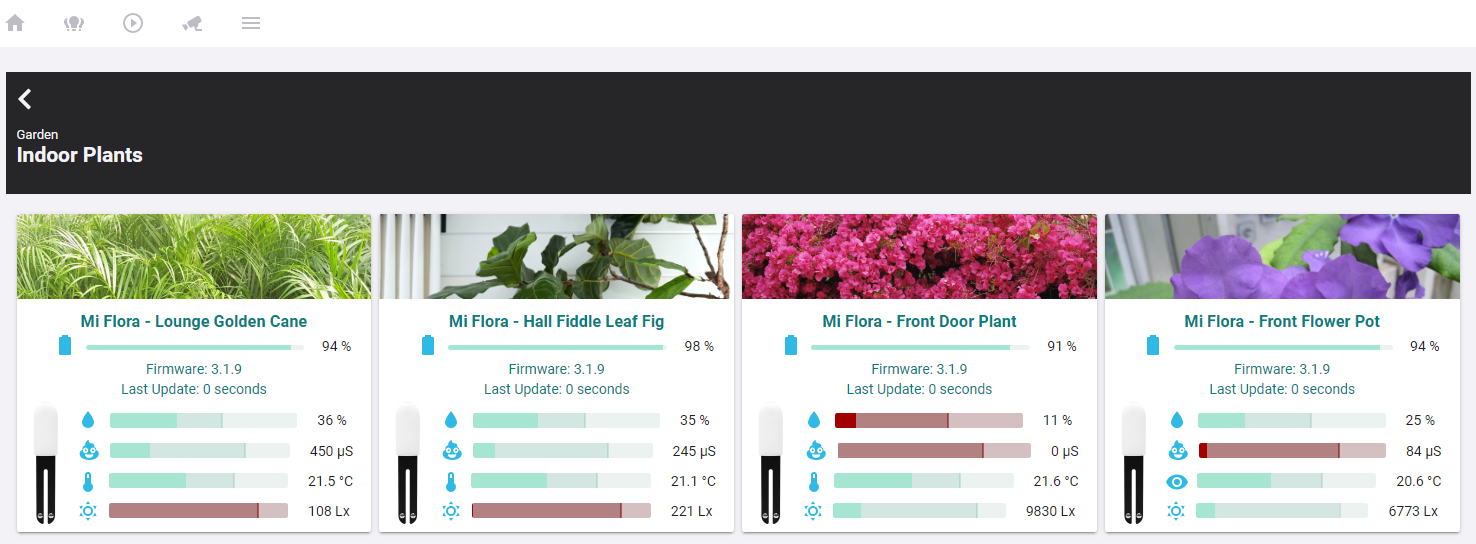 Garden
Indoor Plants
Mi Flora - Lounge Golden Cane
94 %
Firmware: 3.1.9
Last Update: 0 seconds
36 %
450 µS
21.5 °C
108 Lx
Mi Flora - Hall Fiddle Leaf Fig
98 %
Firmware: 3.1.9
Last Update: 0 seconds
35 %
245 µS
21.1 °C
221 Lx
Mi Flora - Front Door Plant
91 %
Firmware: 3.1.9
Last Update: 0 seconds
11 %
0 µS
21.6 °C
9830 Lx
Mi Flora - Front Flower Pot
94 %
Firmware: 3.1.9
Last Update: 0 seconds
25 %
84 µS
20.6 °C
6773 Lx